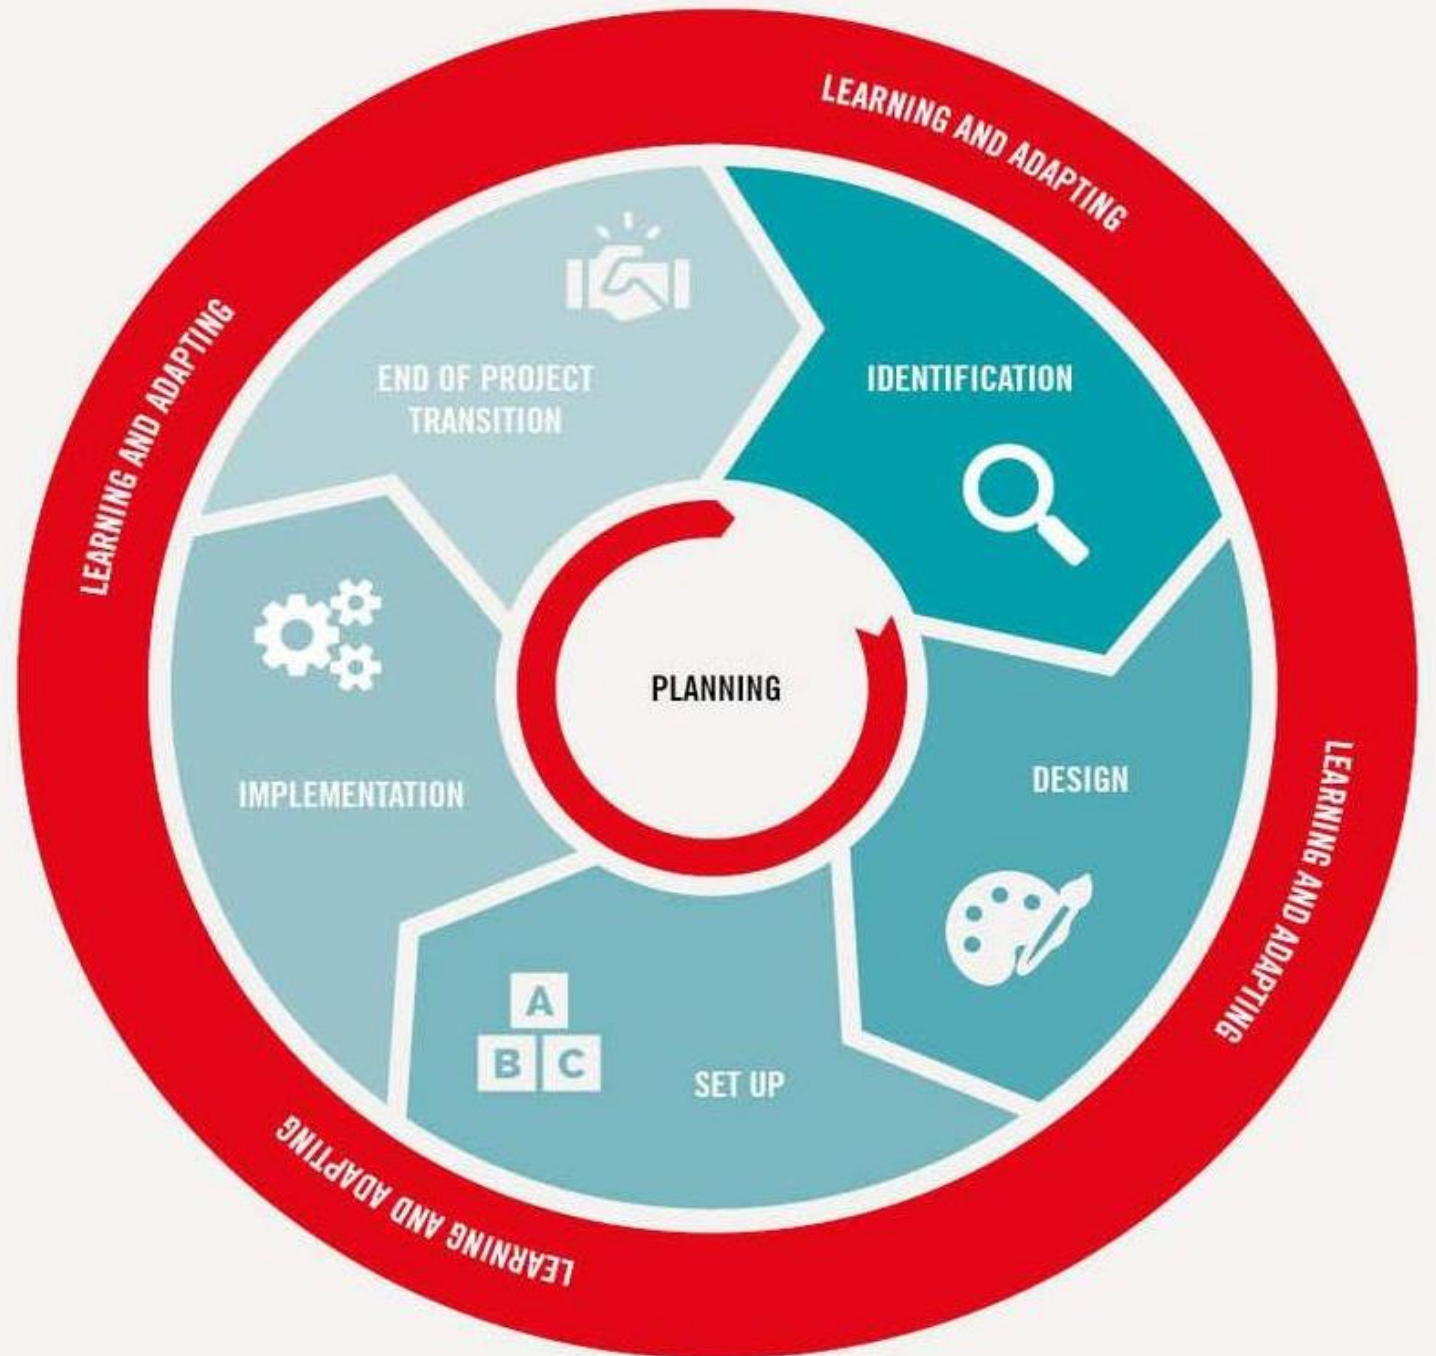 LEARNING AND ADAPTING
END OF PROJECT
TRANSITION
IDENTIFICATION
LEARNING AND ADAPTING
PLANNING
IMPLEMENTATION
DESIGN
LEARNING AND ADAPTING
A
B C
SET UP
LEARNING AND ADAPTING